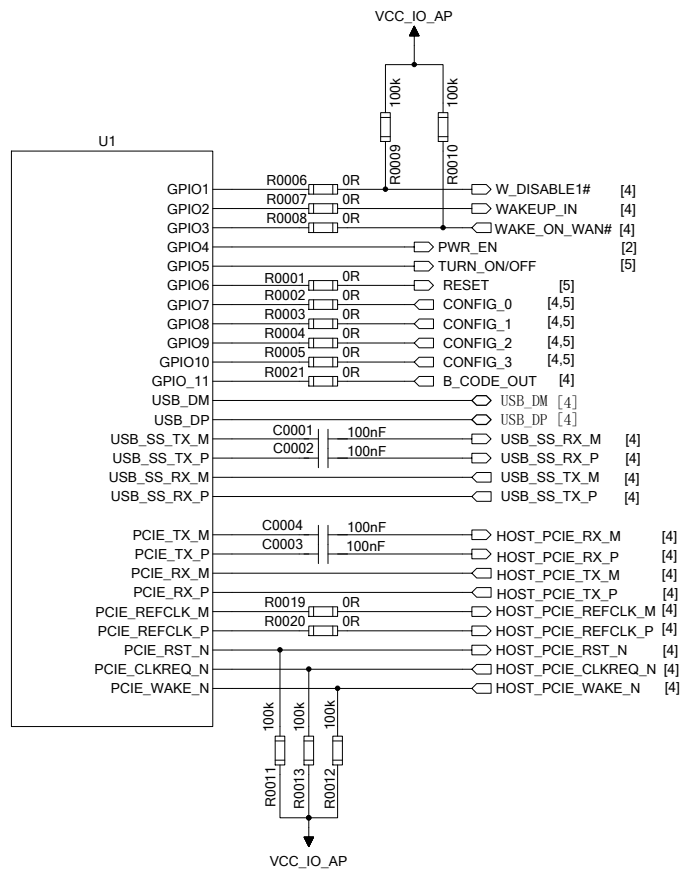 VCC_IO_AP
100k 100k
R0009 R0010
U1
GPIO1 R0006 0R W_DISABLE1# [4]
GPIO2 R0007 0R WAKEUP_IN [4]
GPIO3 R0008 0R WAKE_ON_WAN# [4]
GPIO4 PWR_EN [2]
GPIO5 TURN_ON/OFF [5]
GPIO6 R0001 0R RESET [5]
GPIO7 R0002 0R CONFIG_0 [4,5]
GPIO8 R0003 0R CONFIG_1 [4,5]
GPIO9 R0004 0R CONFIG_2 [4,5]
GPIO10 R0005 0R CONFIG_3 [4,5]
GPIO_11 R0021 0R B_CODE_OUT [4]
USB_DM USB_DM [4]
USB_DP USB_DP [4]
USB_SS_TX_M C0001 100nF USB_SS_RX_M [4]
USB_SS_TX_P C0002 100nF USB_SS_RX_P [4]
USB_SS_RX_M USB_SS_TX_M [4]
USB_SS_RX_P USB_SS_TX_P [4]
PCIE_TX_M C0004 100nF HOST_PCIE_RX_M [4]
PCIE_TX_P C0003 100nF HOST_PCIE_RX_P [4]
PCIE_RX_M HOST_PCIE_TX_M [4]
PCIE_RX_P HOST_PCIE_TX_P [4]
PCIE_REFCLK_M R0019 0R HOST_PCIE_REFCLK_M [4]
PCIE_REFCLK_P R0020 0R HOST_PCIE_REFCLK_P [4]
PCIE_RST_N HOST_PCIE_RST_N [4]
PCIE_CLKREQ_N HOST_PCIE_CLKREQ_N [4]
PCIE_WAKE_N HOST_PCIE_WAKE_N [4]
100k 100k 100k
R0011 R0013 R0012
VCC_IO_AP